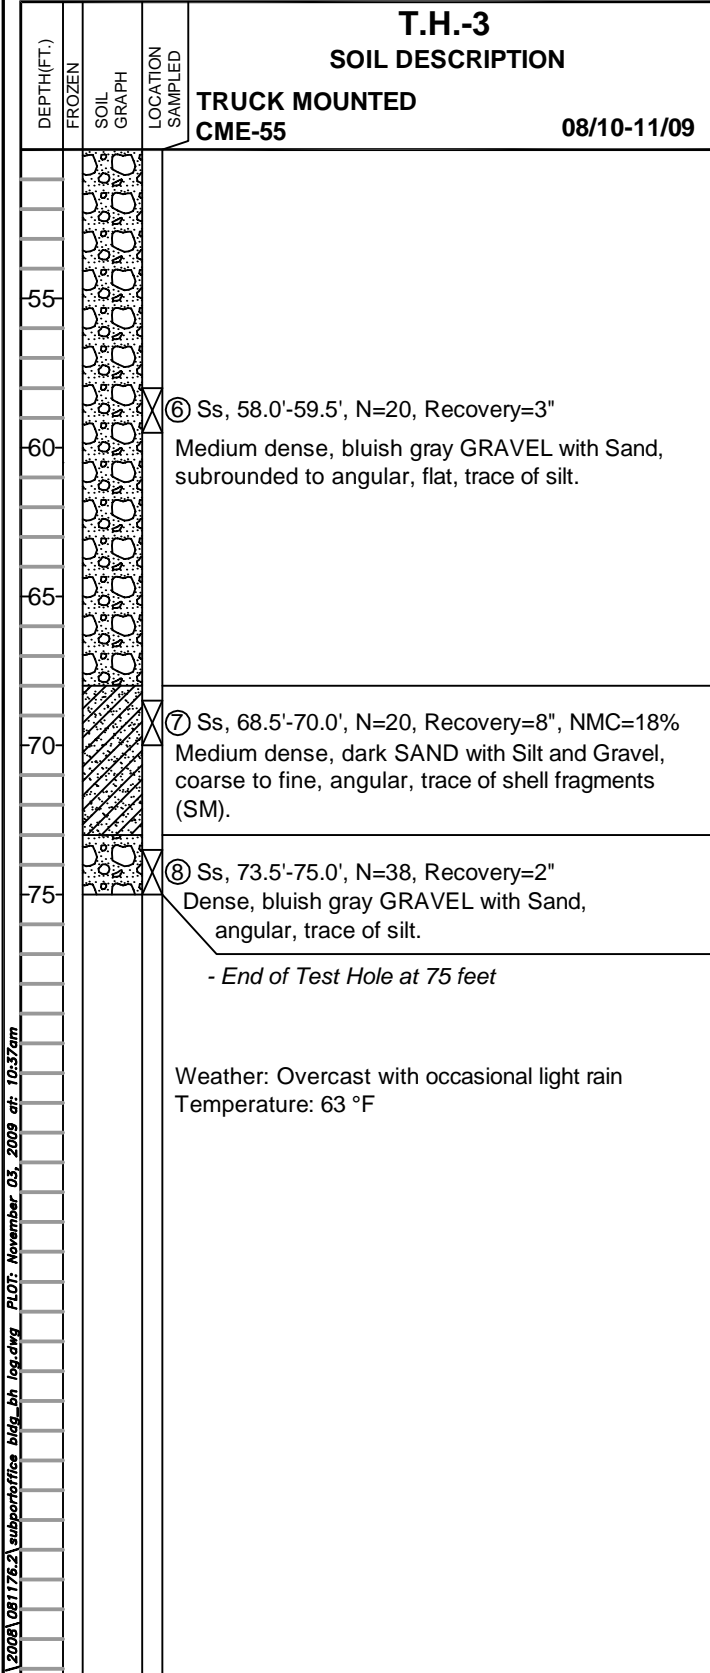 T.H.-3
SOIL DESCRIPTION
DEPTH(FT.)
FROZEN
SOIL
GRAPH
LOCATION
SAMPLED
TRUCK MOUNTED
CME-55
08/10-11/09
55
⑥ Ss, 58.0'-59.5', N=20, Recovery=3"
60
Medium dense, bluish gray GRAVEL with Sand,
subrounded to angular, flat, trace of silt.
65
⑦ Ss, 68.5'-70.0', N=20, Recovery=8", NMC=18%
70
Medium dense, dark SAND with Silt and Gravel,
coarse to fine, angular, trace of shell fragments
(SM).
⑧ Ss, 73.5'-75.0', N=38, Recovery=2"
75
Dense, bluish gray GRAVEL with Sand,
angular, trace of silt.
- End of Test Hole at 75 feet
Weather: Overcast with occasional light rain
Temperature: 63 °F
\2008\081176.2\subportoffice bldg_bh log.dwg PLOT: November 03, 2009 at: 10:37am